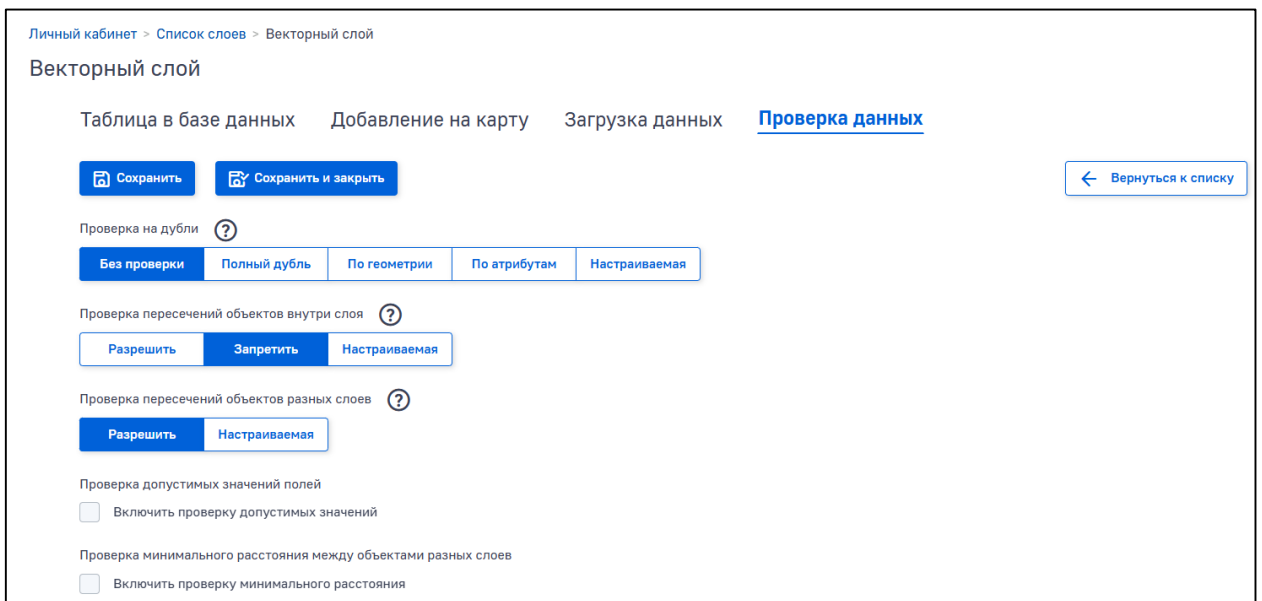 Личный кабинет > Список слоев > Векторный слой
Векторный слой
Таблица в базе данных Добавление на карту Загрузка данных Проверка данных
Сохранить Сохранить и закрыть Вернуться к списку
Проверка на дубли ?
Без проверки Полный дубль По геометрии По атрибутам Настраиваемая
Проверка пересечений объектов внутри слоя ?
Разрешить Запретить Настраиваемая
Проверка пересечений объектов разных слоев ?
Разрешить Настраиваемая
Проверка допустимых значений полей
Включить проверку допустимых значений
Проверка минимального расстояния между объектами разных слоев
Включить проверку минимального расстояния